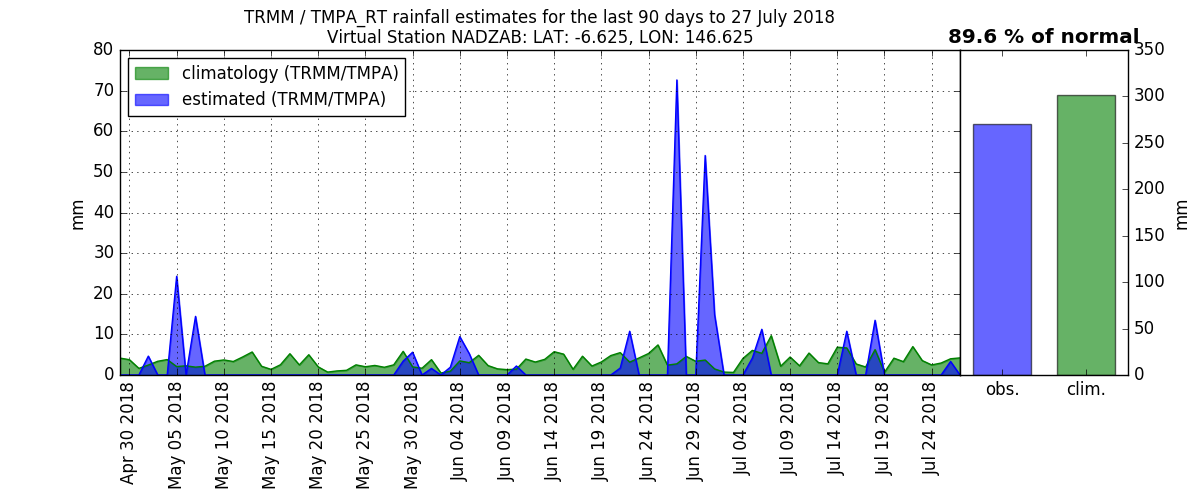 TRMM / TMPA_RT rainfall estimates for the last 90 days to 27 July 2018
Virtual Station NADZAB: LAT: -6.625, LON: 146.625
89.6 % of normal
climatology (TRMM/TMPA)
estimated (TRMM/TMPA)
mm
80
70
60
50
40
30
20
10
0
Apr 30 2018
May 05 2018
May 10 2018
May 15 2018
May 20 2018
May 25 2018
May 30 2018
Jun 04 2018
Jun 09 2018
Jun 14 2018
Jun 19 2018
Jun 24 2018
Jun 29 2018
Jul 04 2018
Jul 09 2018
Jul 14 2018
Jul 19 2018
Jul 24 2018
obs.
clim.
350
300
250
200
150
100
50
0
mm